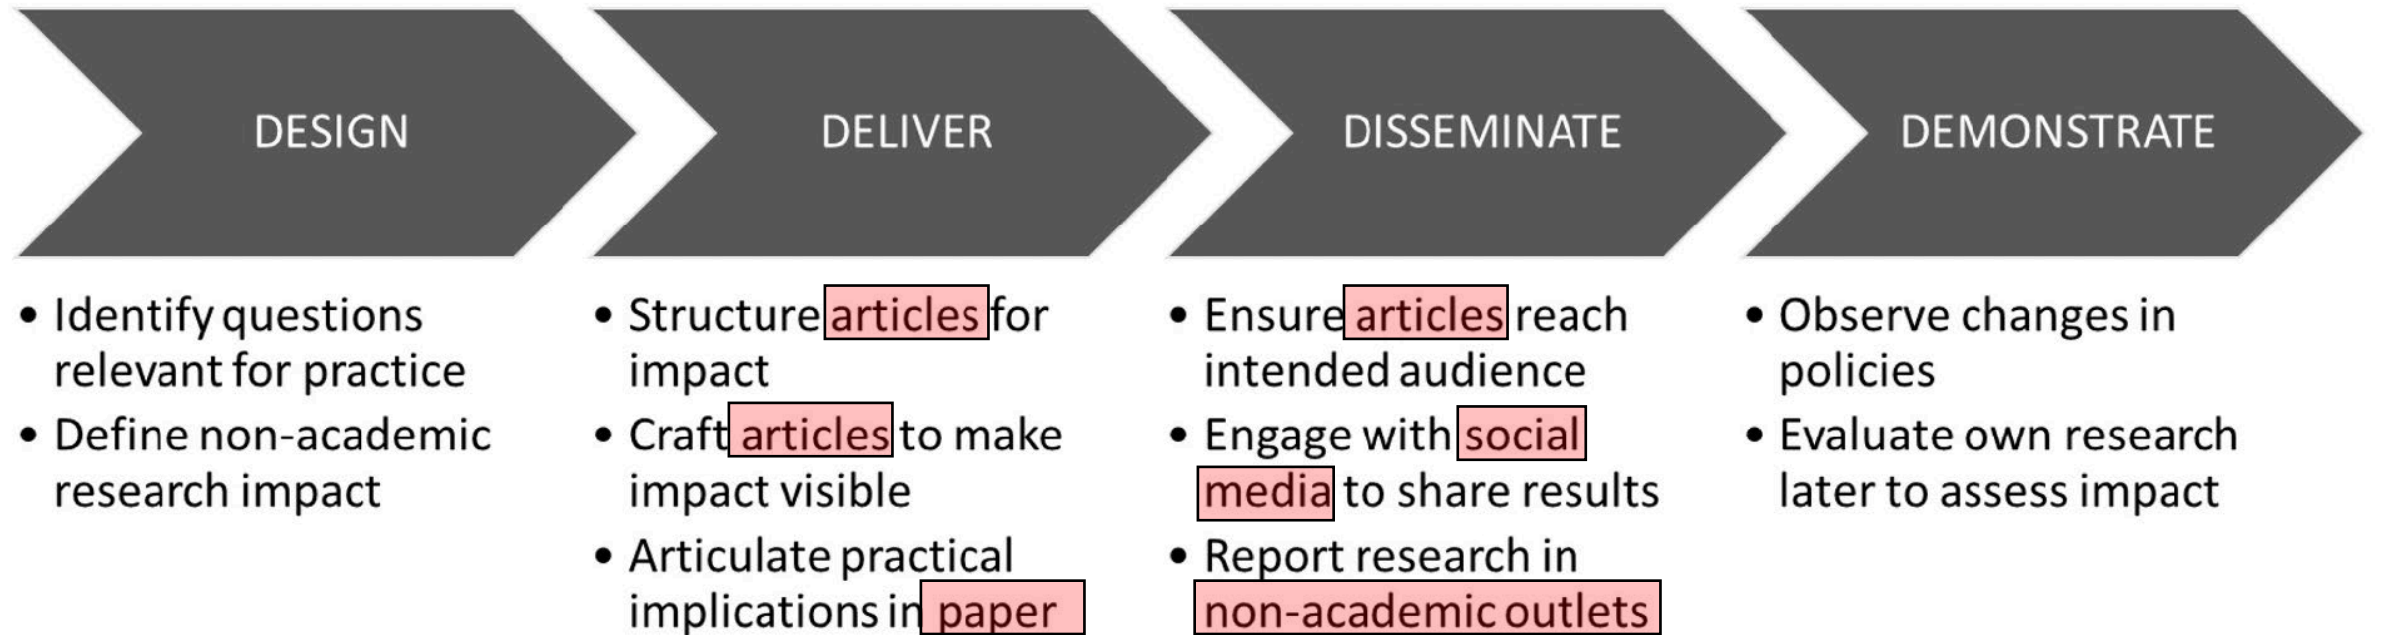 DESIGN
• Identify questions
relevant for practice
• Define non-academic
research impact
DELIVER
• Structure articles for
impact
• Craft articles to make
impact visible
• Articulate practical
implications in paper
DISSEMINATE
• Ensure articles reach
intended audience
• Engage with social
media to share results
• Report research in
non-academic outlets
DEMONSTRATE
• Observe changes in
policies
• Evaluate own research
later to assess impact